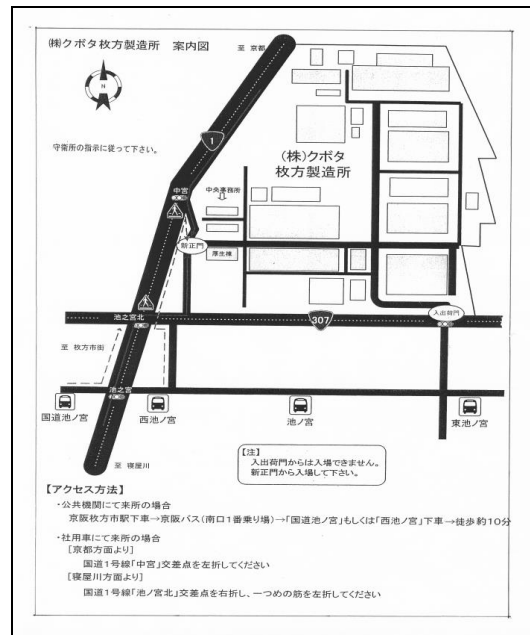 ㈱クボタ枚方製造所 案内図
至 京都
N
1
守衛所の指示に従って下さい。
(株)クボタ
枚方製造所
中宮
中央事務所
新正門
厚生棟
入出荷門
池之宮北
307
至 枚方市街
池之宮
国道池ノ宮
西池ノ宮
池ノ宮
東池ノ宮
至 寝屋川
【注】
入出荷門からは入場できません。
新正門から入場して下さい。
【アクセス方法】
・公共機関にて来所の場合
京阪枚方市駅下車→京阪バス(南口1番乗り場)→「国道池ノ宮」もしくは「西池ノ宮」下車→徒歩約10分
・社用車にて来所の場合
［京都方面より］
国道1号線「中宮」交差点を左折してください
［寝屋川方面より］
国道1号線「池ノ宮北」交差点を右折し、一つめの筋を左折してください